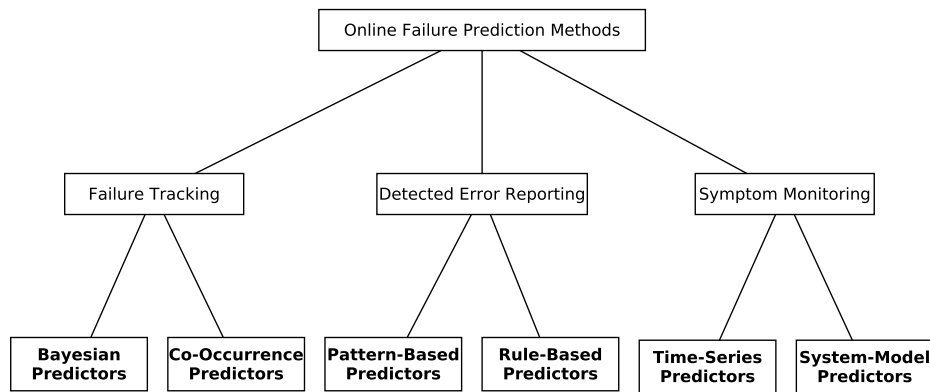 Online Failure Prediction Methods
Failure Tracking
Detected Error Reporting
Symptom Monitoring
Bayesian
Predictors
Co-Occurrence
Predictors
Pattern-Based
Predictors
Rule-Based
Predictors
Time-Series
Predictors
System-Model
Predictors